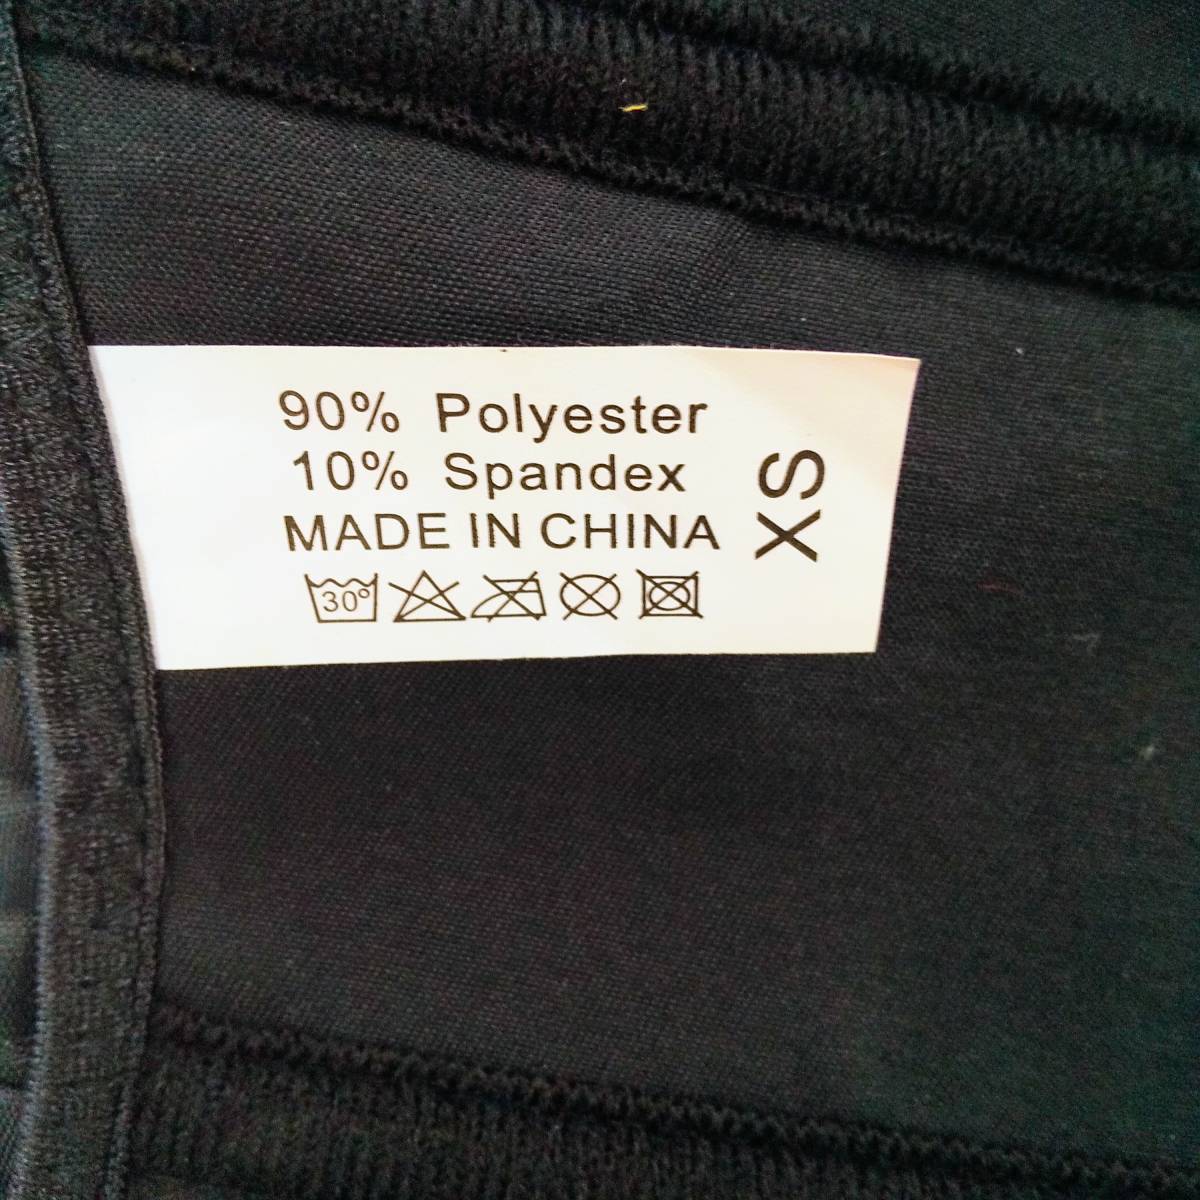 90% Polyester
10% Spandex
MADE IN CHINA
30°
XS